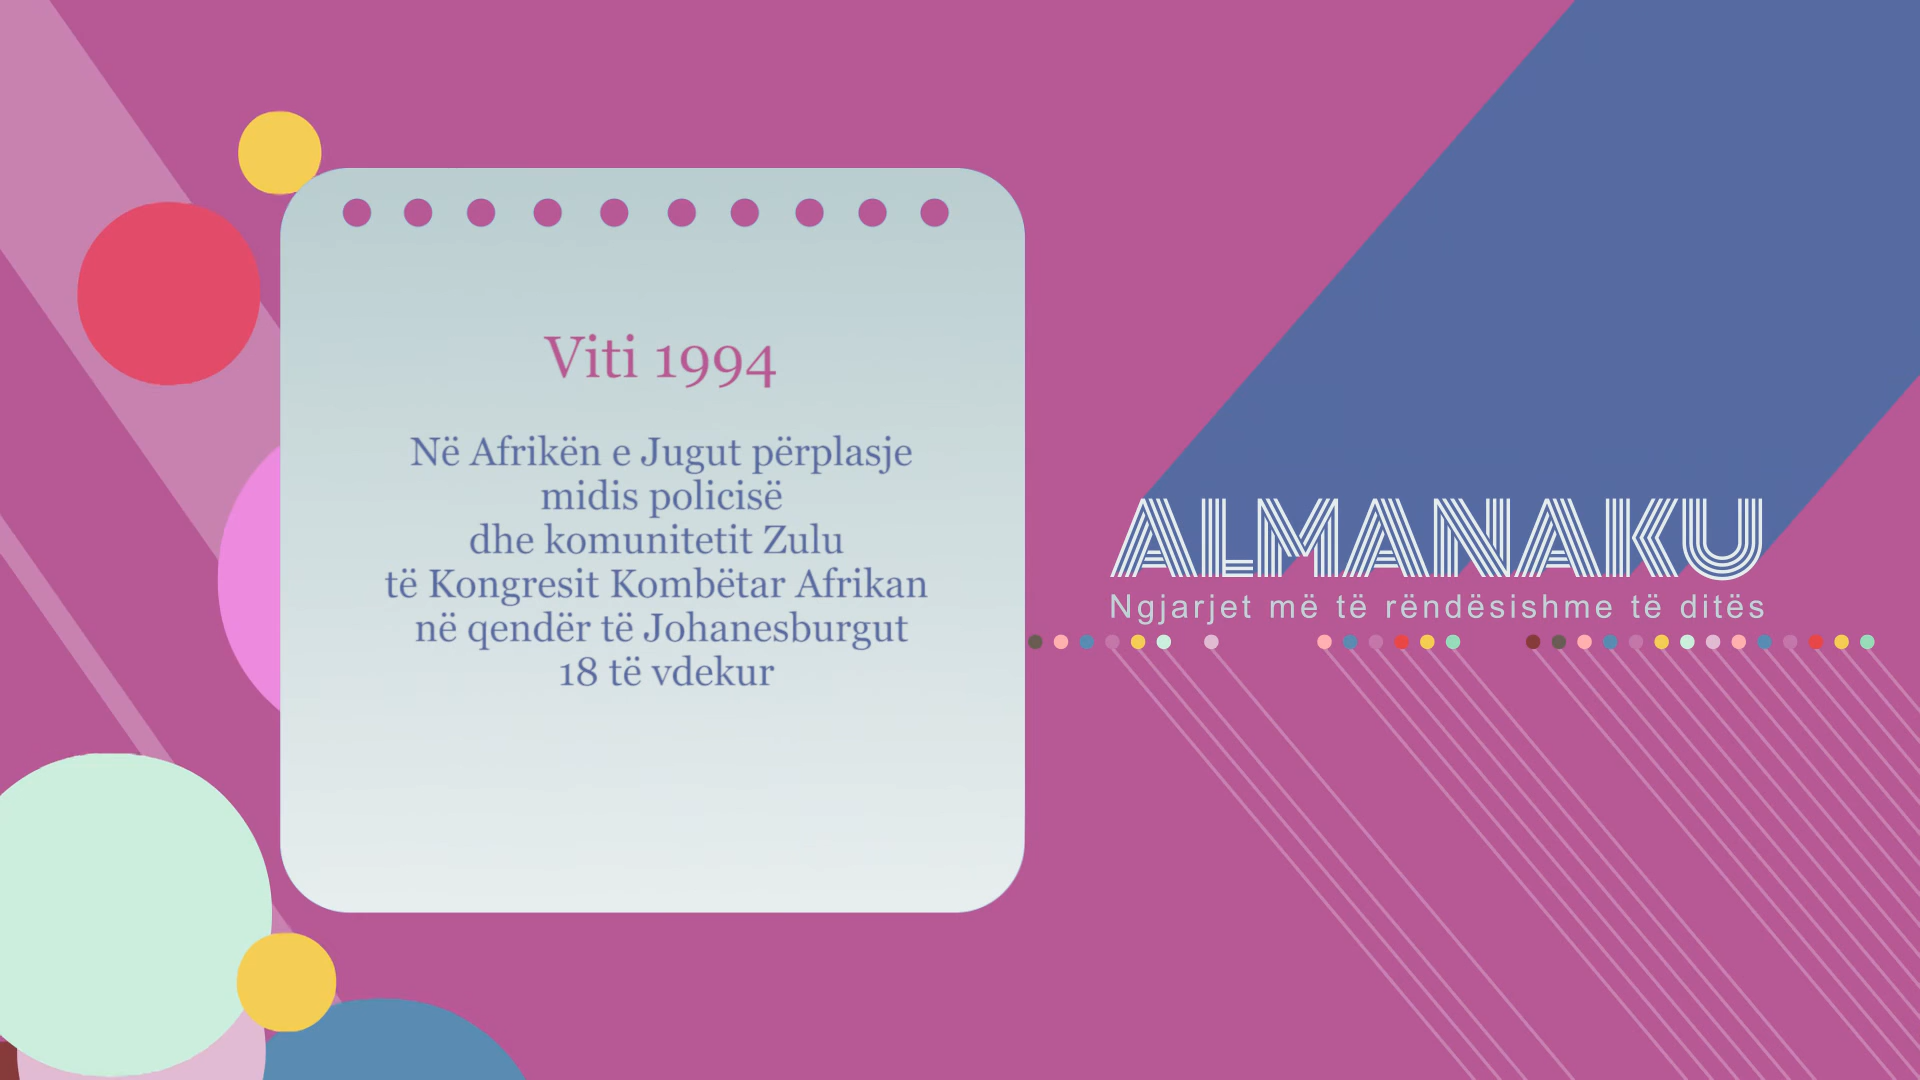 Viti 1994
Në Afrikën e Jugut përplasje
midis policisë
dhe komunitetit Zulu
të Kongresit Kombëtar Afrikan
në qendër të Johanesburgut
18 të vdekur
ALMANAKU
Ngjarjet më të rëndësishme të ditës